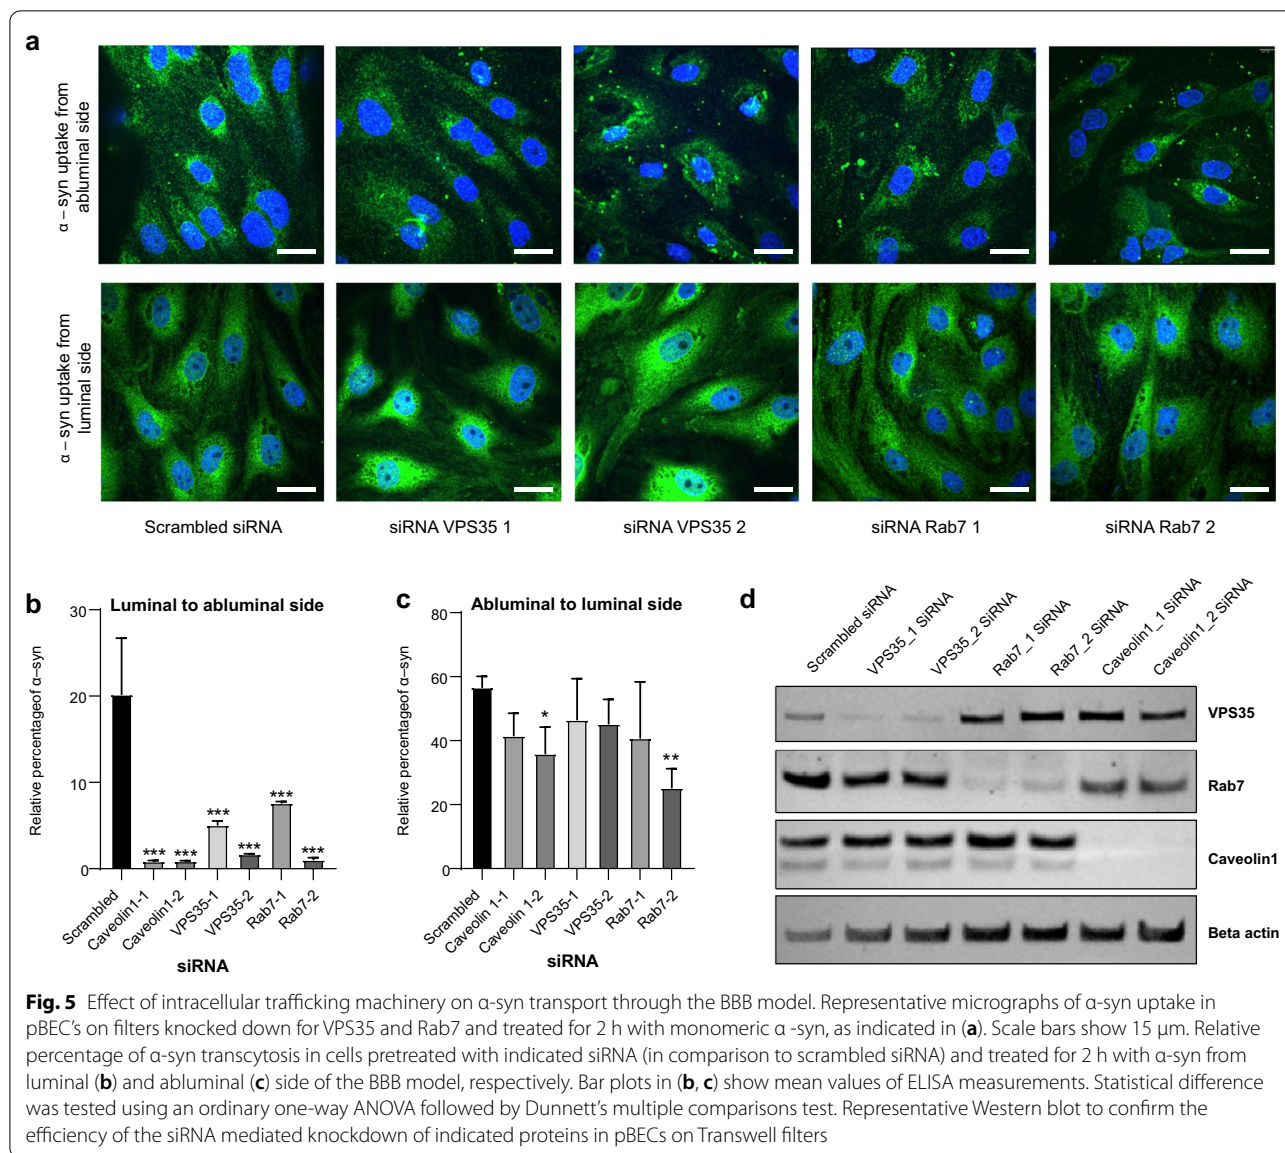 a
α – syn uptake from
abluminal side
α – syn uptake from
luminal side
Scrambled siRNA
siRNA VPS35 1
siRNA VPS35 2
siRNA Rab7 1
siRNA Rab7 2
b
Luminal to abluminal side
Relative percentageof α–syn
30
20
10
0
***
***
***
***
***
***
Scrambled
Caveolin1-1
Caveolin1-2
VPS35-1
VPS35-2
Rab7-1
Rab7-2
siRNA
c
Abluminal to luminal side
Relative percentage of α–syn
80
60
40
20
0
*
**
Scrambled
Caveolin 1-1
Caveolin 1-2
VPS35-1
VPS35-2
Rab7-1
Rab7-2
siRNA
d
Scrambled siRNA
VPS35_1 SiRNA
VPS35_2 SiRNA
Rab7_1 SiRNA
Rab7_2 SiRNA
Caveolin1_1 SiRNA
Caveolin1_2 SiRNA
VPS35
Rab7
Caveolin1
Beta actin
Fig. 5 Effect of intracellular trafficking machinery on α-syn transport through the BBB model. Representative micrographs of α-syn uptake in
pBEC's on filters knocked down for VPS35 and Rab7 and treated for 2 h with monomeric α -syn, as indicated in (a). Scale bars show 15 μm. Relative
percentage of α-syn transcytosis in cells pretreated with indicated siRNA (in comparison to scrambled siRNA) and treated for 2 h with α-syn from
luminal (b) and abluminal (c) side of the BBB model, respectively. Bar plots in (b, c) show mean values of ELISA measurements. Statistical difference
was tested using an ordinary one-way ANOVA followed by Dunnett's multiple comparisons test. Representative Western blot to confirm the
efficiency of the siRNA mediated knockdown of indicated proteins in pBECs on Transwell filters